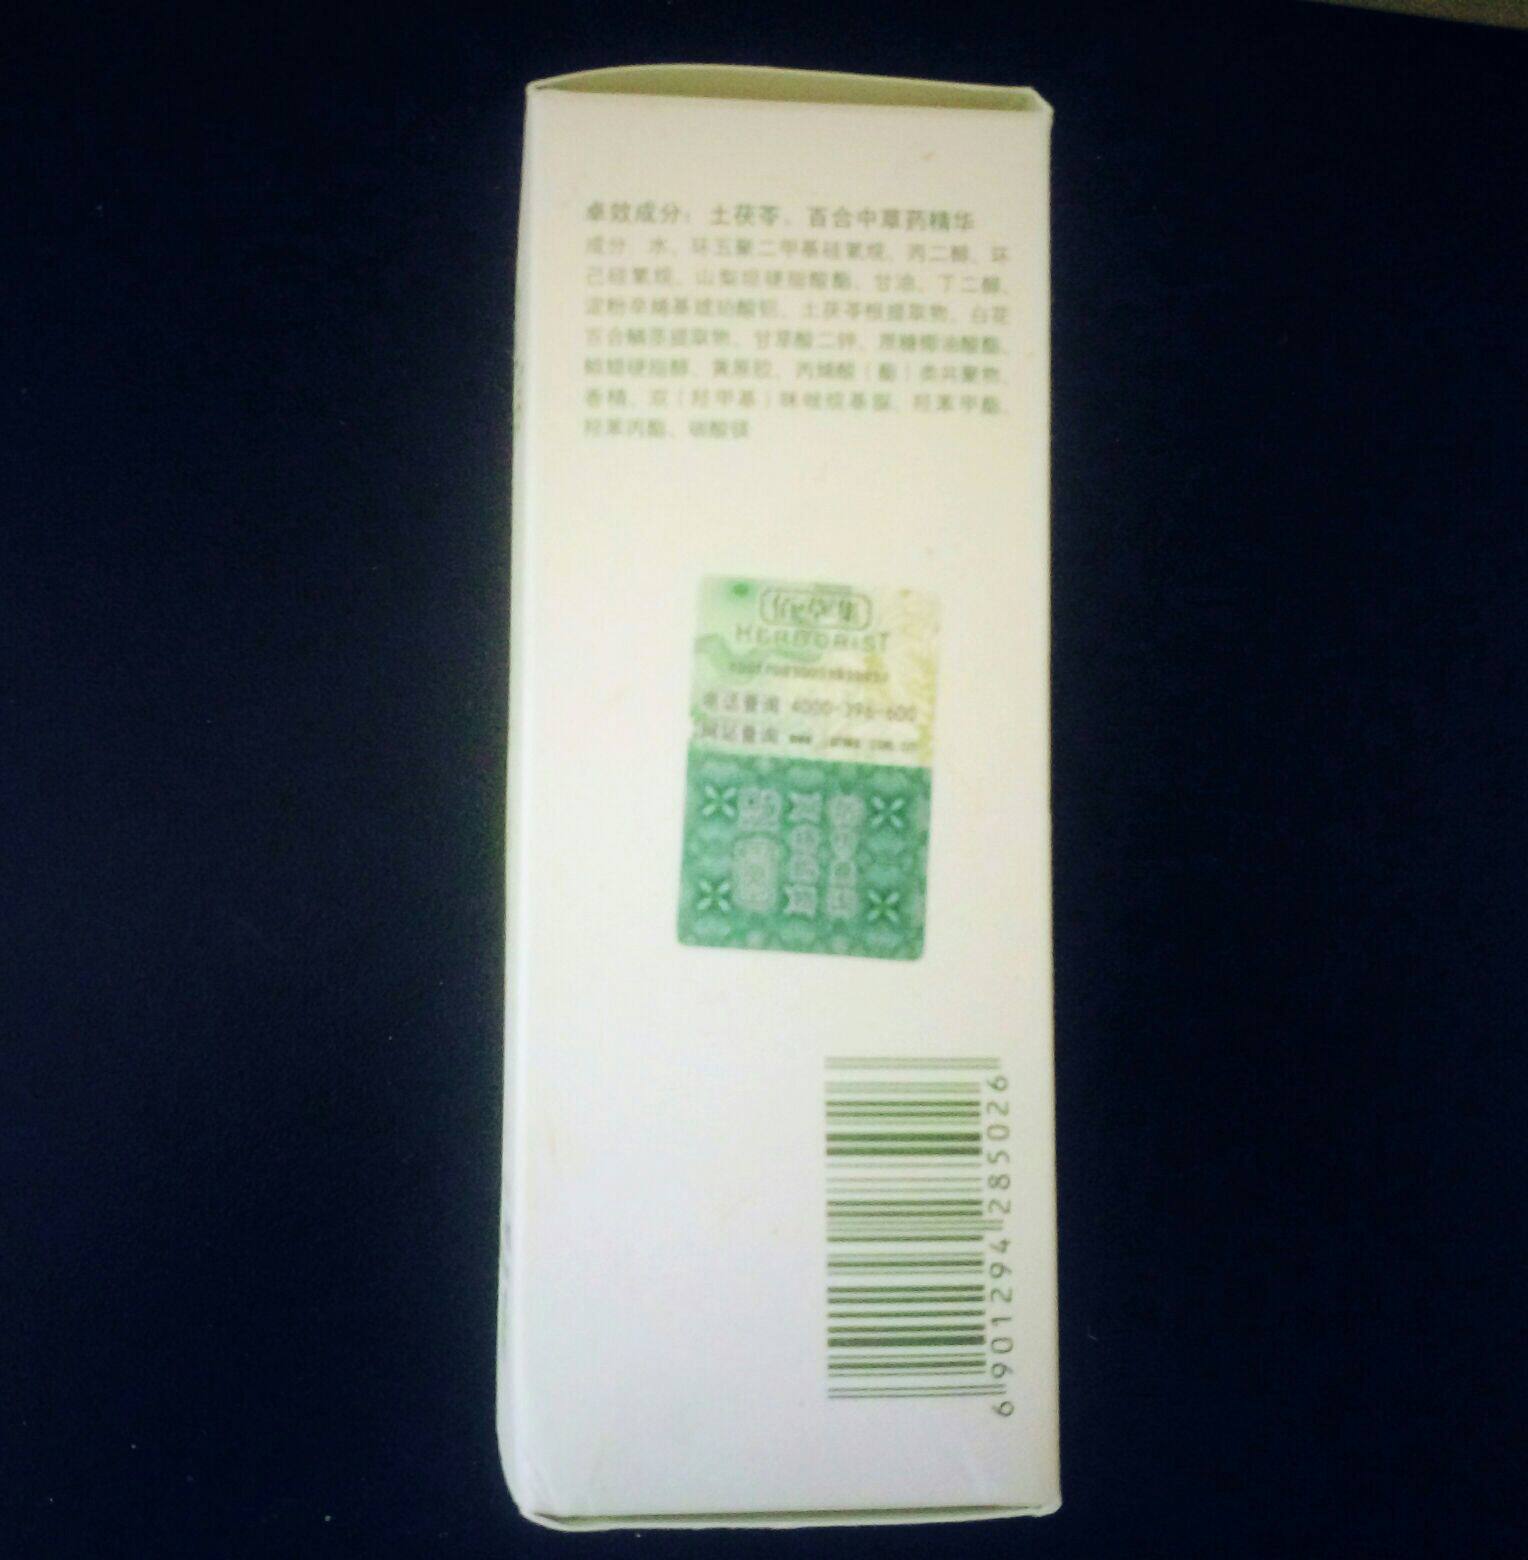 卓效成分：土茯苓、百合中草药精华
成分 水、环五聚二甲基硅氧烷、丙二醇、环
己硅氧烷、山梨坦硬脂酸酯、甘油、丁二醇、
淀粉辛烯基琥珀酸铝、土茯苓根提取物、白花
百合鳞茎提取物、甘草酸二钾、蔗糖椰油酸酯、
鲸蜡硬脂醇、黄原胶、丙烯酸（酯）类共聚物、
香精、双（羟甲基）咪唑烷基脲、羟苯甲酯、
羟苯丙酯、碳酸镁
佰草集
HERBORIST
电话查询 4000-396-600
网站查询
6901294285026